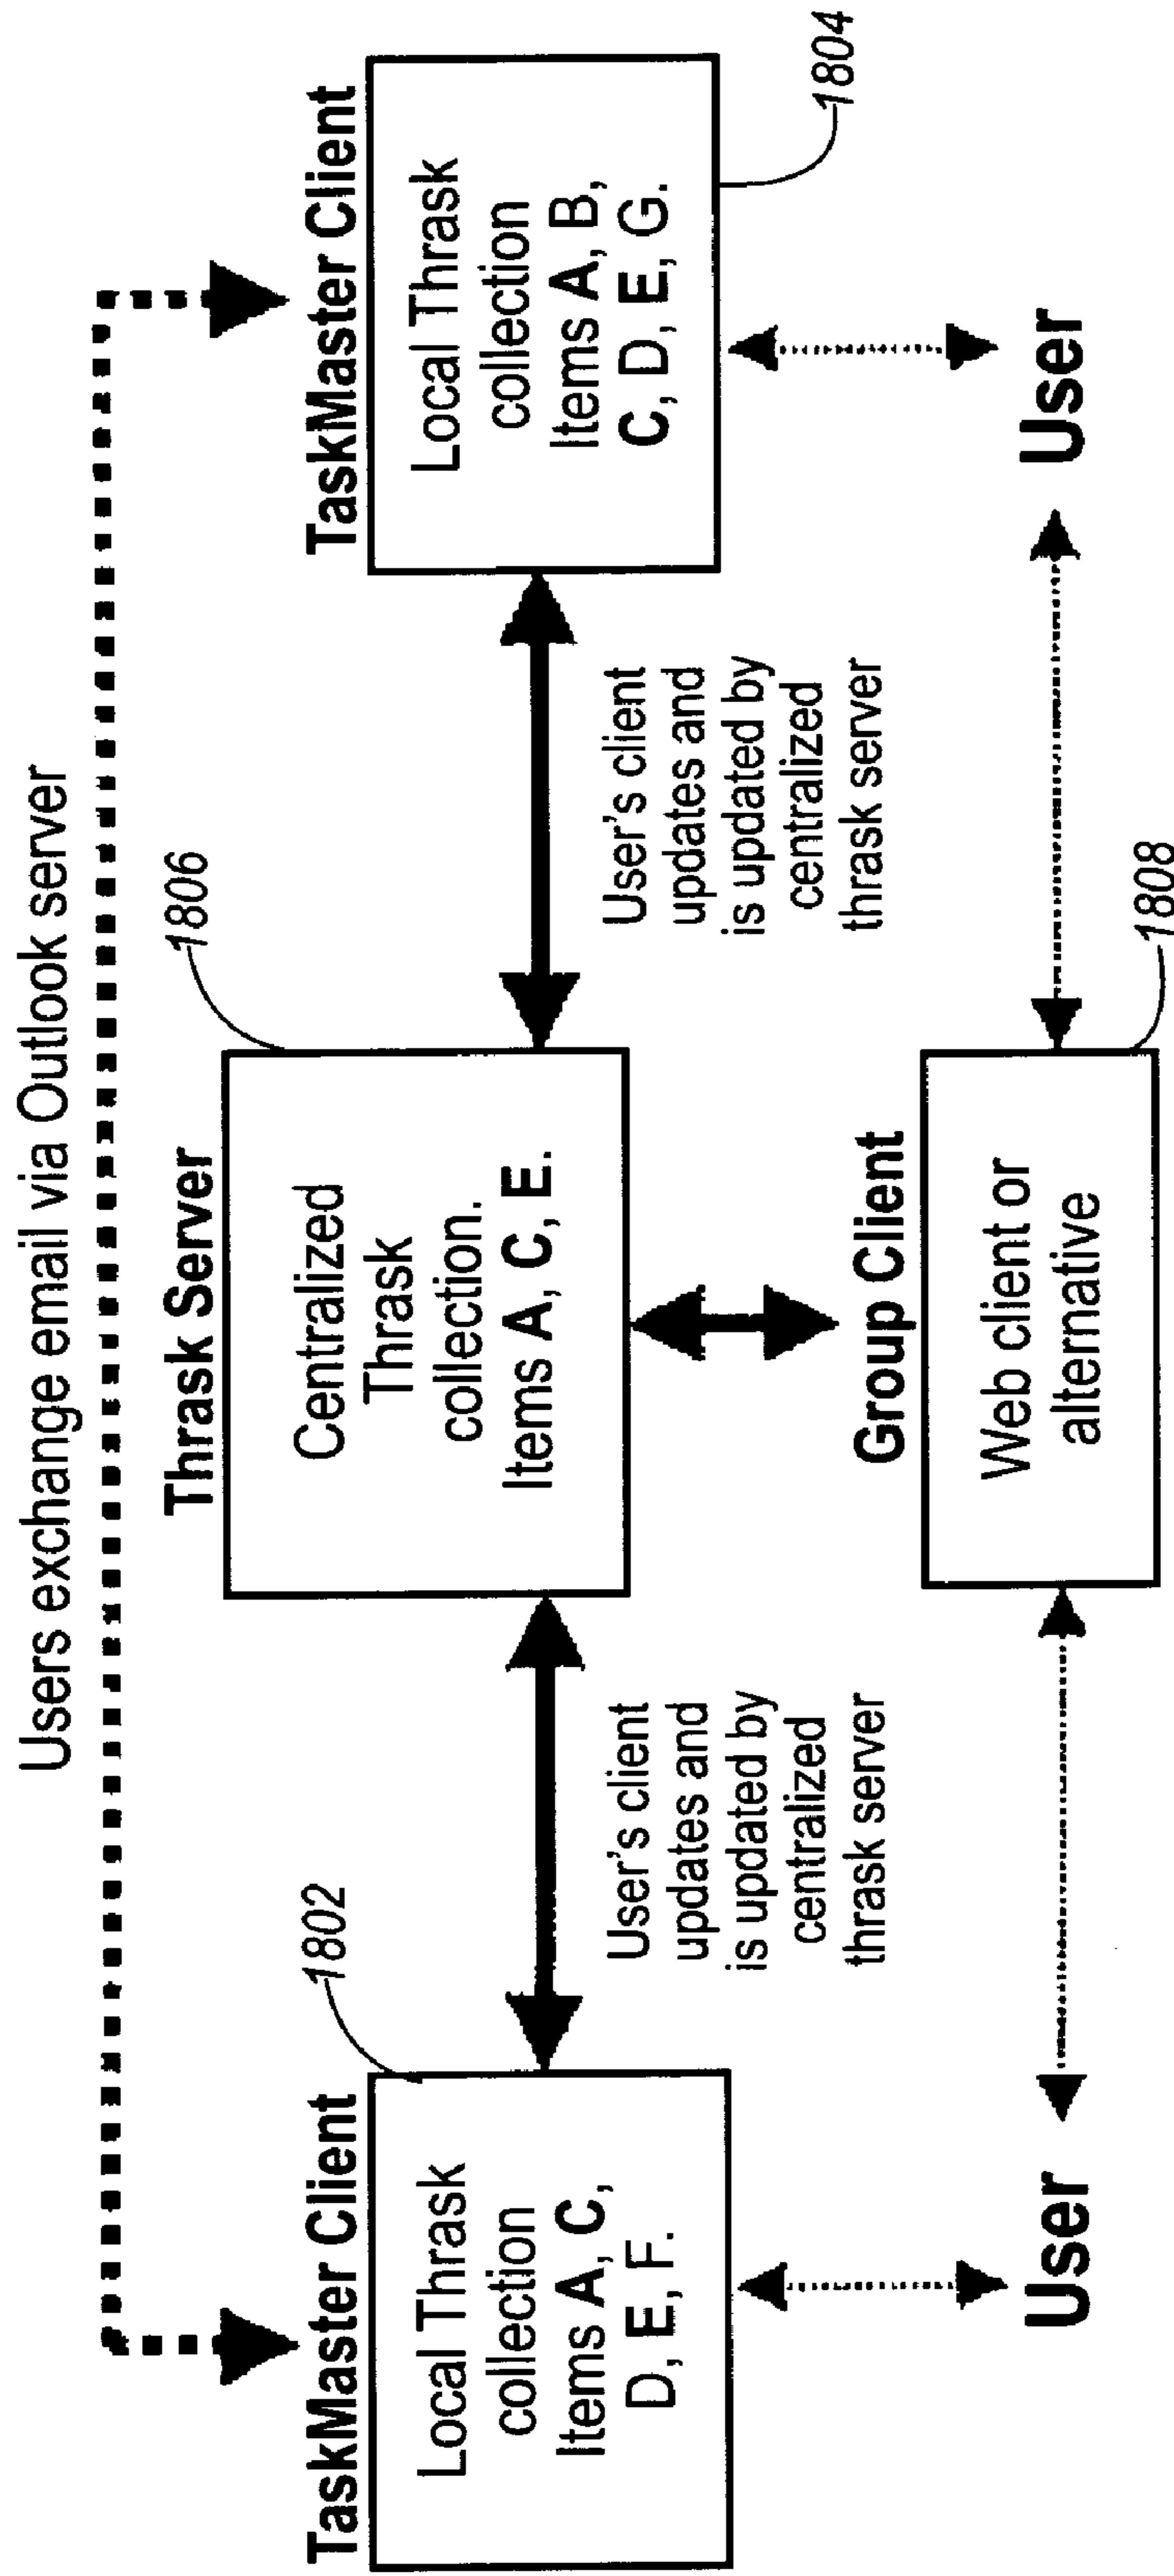 Users exchange email via Outlook server
TaskMaster Client
1802
Local Thrask
collection
Items A, C,
D, E, F.
User's client
updates and
is updated by
centralized
thrask server
Thrask Server
1806
Centralized
Thrask
collection.
Items A, C, E.
User's client
updates and
is updated by
centralized
thrask server
TaskMaster Client
Local Thrask
collection
Items A, B,
C, D, E, G.
1804
User
Group Client
Web client or
alternative
1808
User